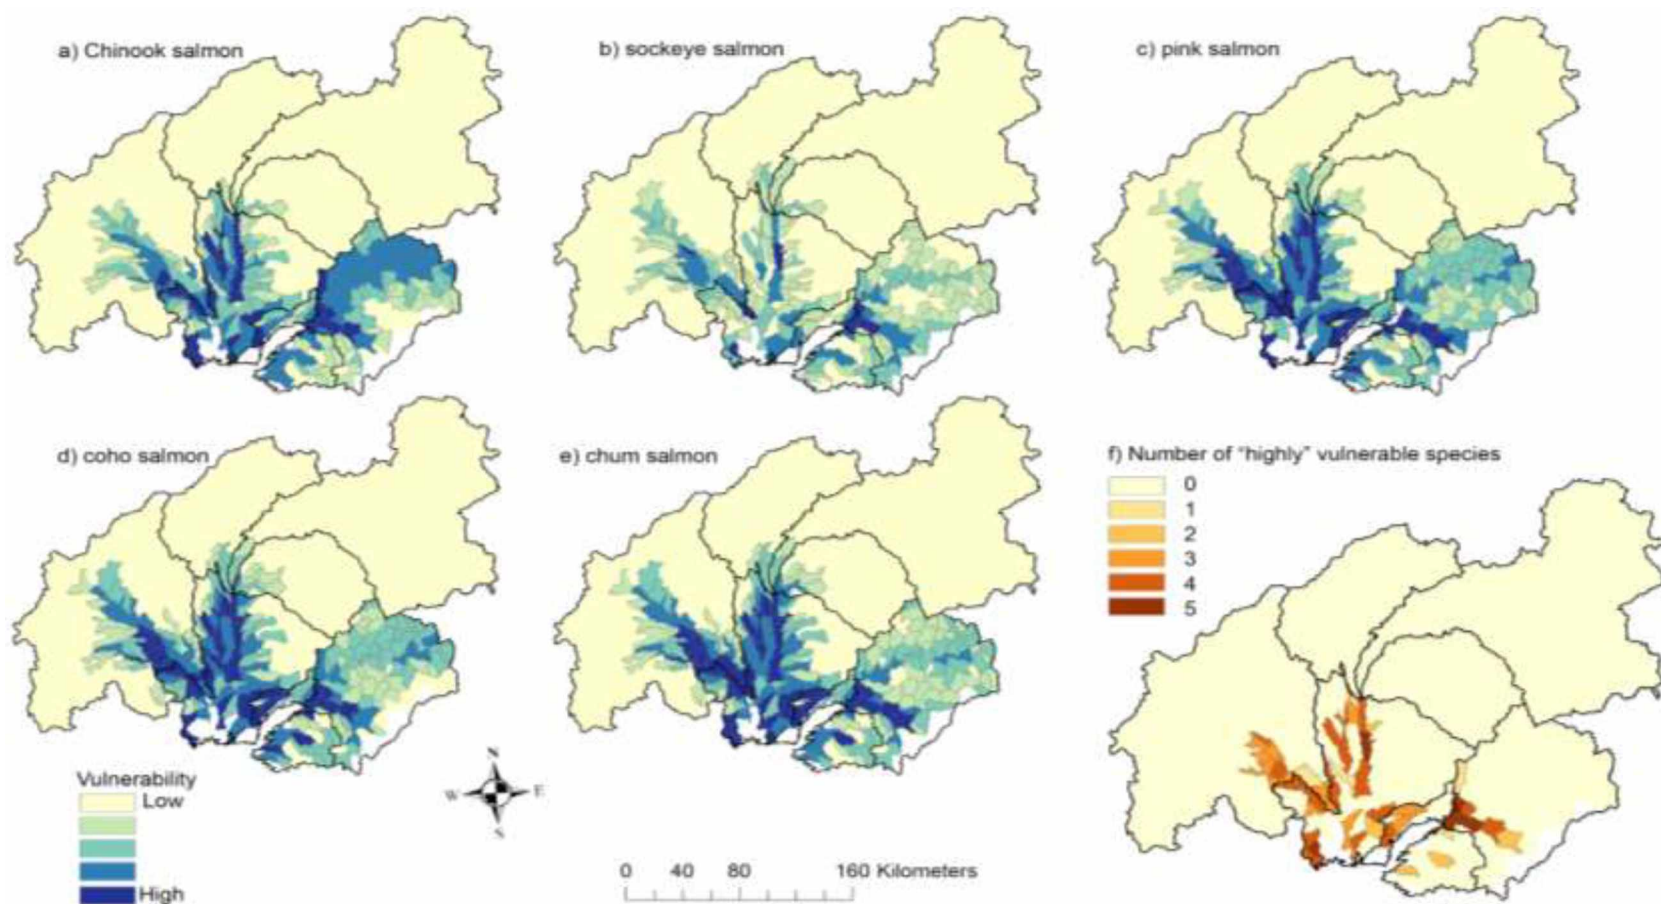 a) Chinook salmon
b) sockeye salmon
c) pink salmon
d) coho salmon
e) chum salmon
f) Number of “highly” vulnerable species
0
1
2
3
4
5
Vulnerability
Low
High
N
W E
S
0 40 80 160 Kilometers